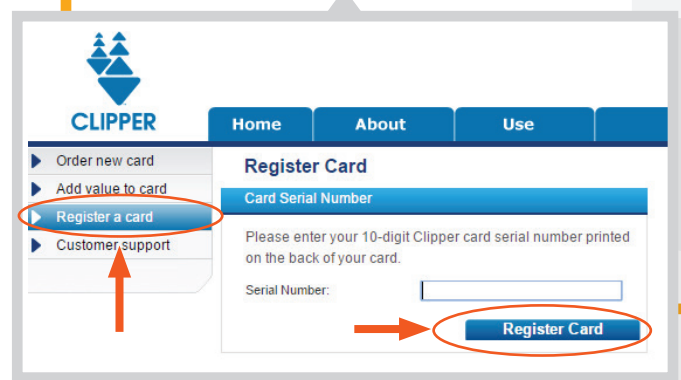 CLIPPER
Home About Use
Order new card
Add value to card
Register a card
Customer support
Register Card
Card Serial Number
Please enter your 10-digit Clipper card serial number printed
on the back of your card.
Serial Number:
Register Card